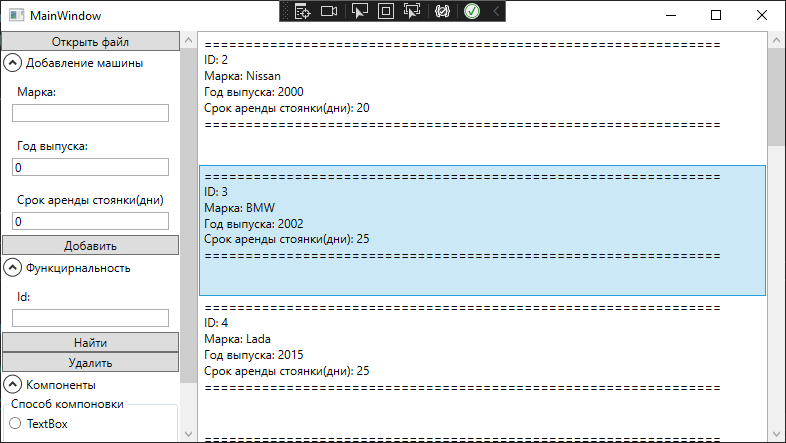 MainWindow
Открыть файл
Добавление машины
Марка:
Год выпуска:
0
Срок аренды стоянки(дни)
0
Добавить
Функцирнальность
Id:
Найти
Удалить
Компоненты
Способ компоновки
TextBox
================================================================
ID: 2
Марка: Nissan
Год выпуска: 2000
Срок аренды стоянки(дни): 20
================================================================
================================================================
ID: 3
Марка: BMW
Год выпуска: 2002
Срок аренды стоянки(дни): 25
================================================================
================================================================
ID: 4
Марка: Lada
Год выпуска: 2015
Срок аренды стоянки(дни): 25
================================================================
================================================================